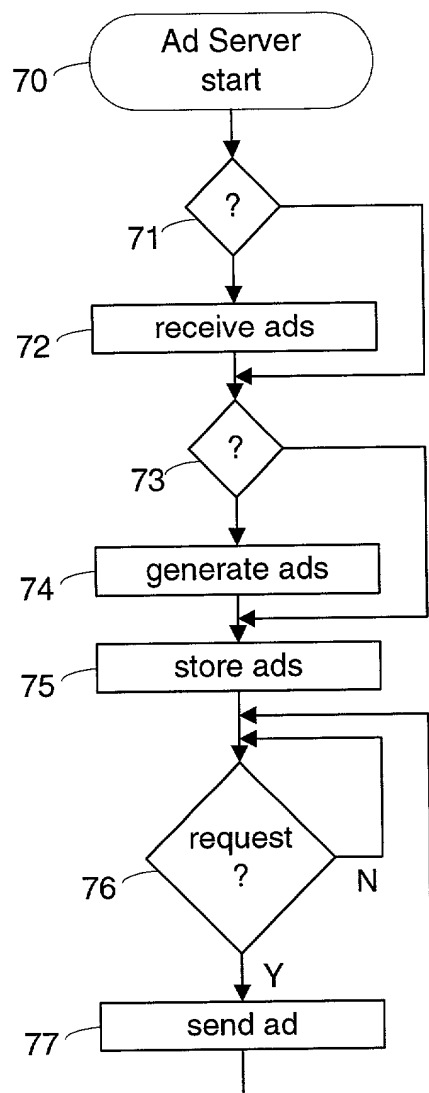 Ad Server
start
70
?
71
receive ads
72
?
73
generate ads
74
store ads
75
request
?
76
N
Y
send ad
77